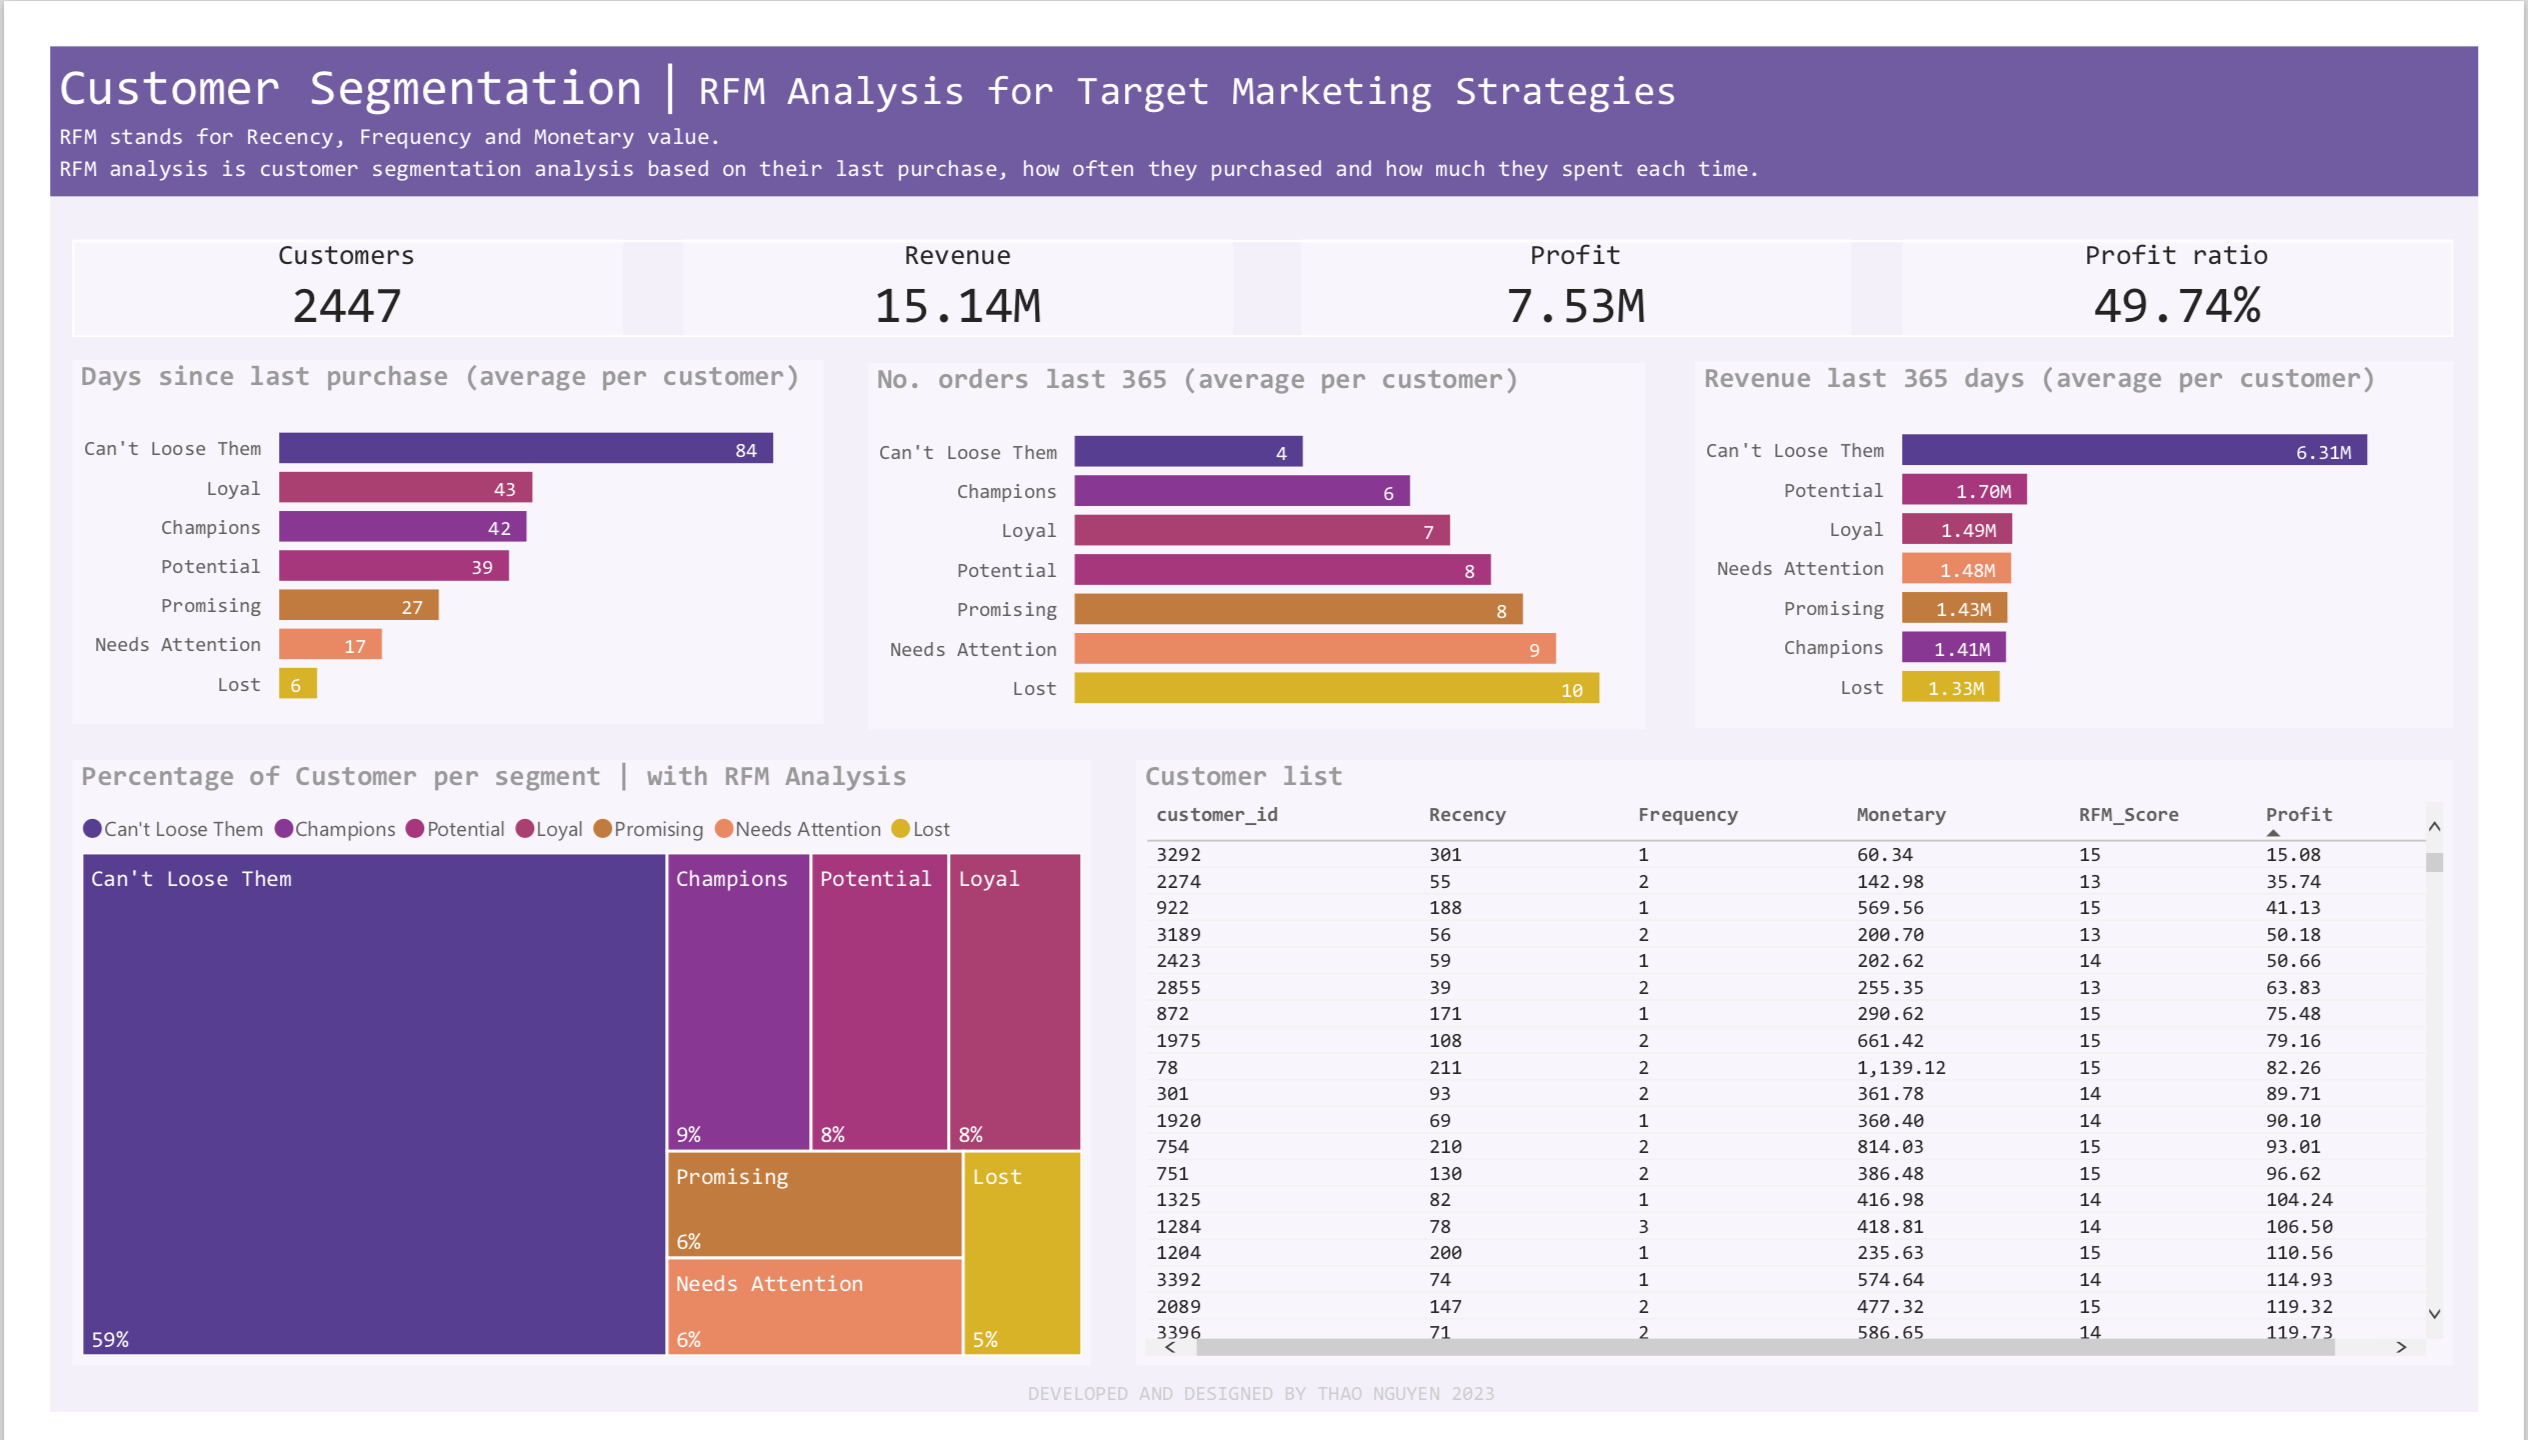 Customer Segmentation | RFM Analysis for Target Marketing Strategies
RFM stands for Recency, Frequency and Monetary value.
RFM analysis is customer segmentation analysis based on their last purchase, how often they purchased and how much they spent each time.
Customers Revenue Profit Profit ratio
2447 15.14M 7.53M 49.74%
Days since last purchase (average per customer)
Can't Loose Them 84
Loyal 43
Champions 42
Potential 39
Promising 27
Needs Attention 17
Lost 6
No. orders last 365 (average per customer)
Can't Loose Them 4
Champions 6
Loyal 7
Potential 8
Promising 8
Needs Attention 9
Lost 10
Revenue last 365 days (average per customer)
Can't Loose Them 6.31M
Potential 1.70M
Loyal 1.49M
Needs Attention 1.48M
Promising 1.43M
Champions 1.41M
Lost 1.33M
Percentage of Customer per segment | with RFM Analysis
Can't Loose Them Champions Potential Loyal Promising Needs Attention Lost
Can't Loose Them
59%
Champions
9%
Potential
8%
Loyal
8%
Promising
6%
Needs Attention
6%
Lost
5%
Customer list
customer_id Recency Frequency Monetary RFM_Score Profit
3292 301 1 60.34 15 15.08
2274 55 2 142.98 13 35.74
922 188 1 569.56 15 41.13
3189 56 2 200.70 13 50.18
2423 59 1 202.62 14 50.66
2855 39 2 255.35 13 63.83
872 171 1 290.62 15 75.48
1975 108 2 661.42 15 79.16
78 211 2 1,139.12 15 82.26
301 93 2 361.78 14 89.71
1920 69 1 360.40 14 90.10
754 210 2 814.03 15 93.01
751 130 2 386.48 15 96.62
1325 82 1 416.98 14 104.24
1284 78 3 418.81 14 106.50
1204 200 1 235.63 15 110.56
3392 74 1 574.64 14 114.93
2089 147 2 477.32 15 119.32
3396 71 2 586.65 14 119.73
DEVELOPED AND DESIGNED BY THAO NGUYEN 2023